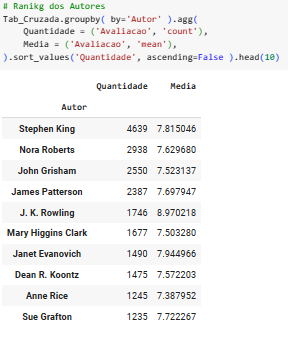 # Ranikg dos Autores
Tab_Cruzada.groupby( by='Autor' ).agg(
Quantidade = ('Avaliacao', 'count'),
Media = ('Avaliacao', 'mean'),
).sort_values('Quantidade', ascending=False ).head(10)
Quantidade Media
Autor
Stephen King 4639 7.815046
Nora Roberts 2938 7.629680
John Grisham 2550 7.523137
James Patterson 2387 7.697947
J. K. Rowling 1746 8.970218
Mary Higgins Clark 1677 7.503280
Janet Evanovich 1490 7.944966
Dean R. Koontz 1475 7.572203
Anne Rice 1245 7.387952
Sue Grafton 1235 7.722267